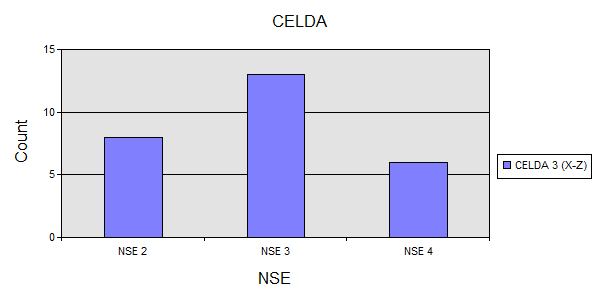 CELDA
15
10
5
0
Count
NSE 2
NSE 3
NSE 4
NSE
CELDA 3 (X-Z)